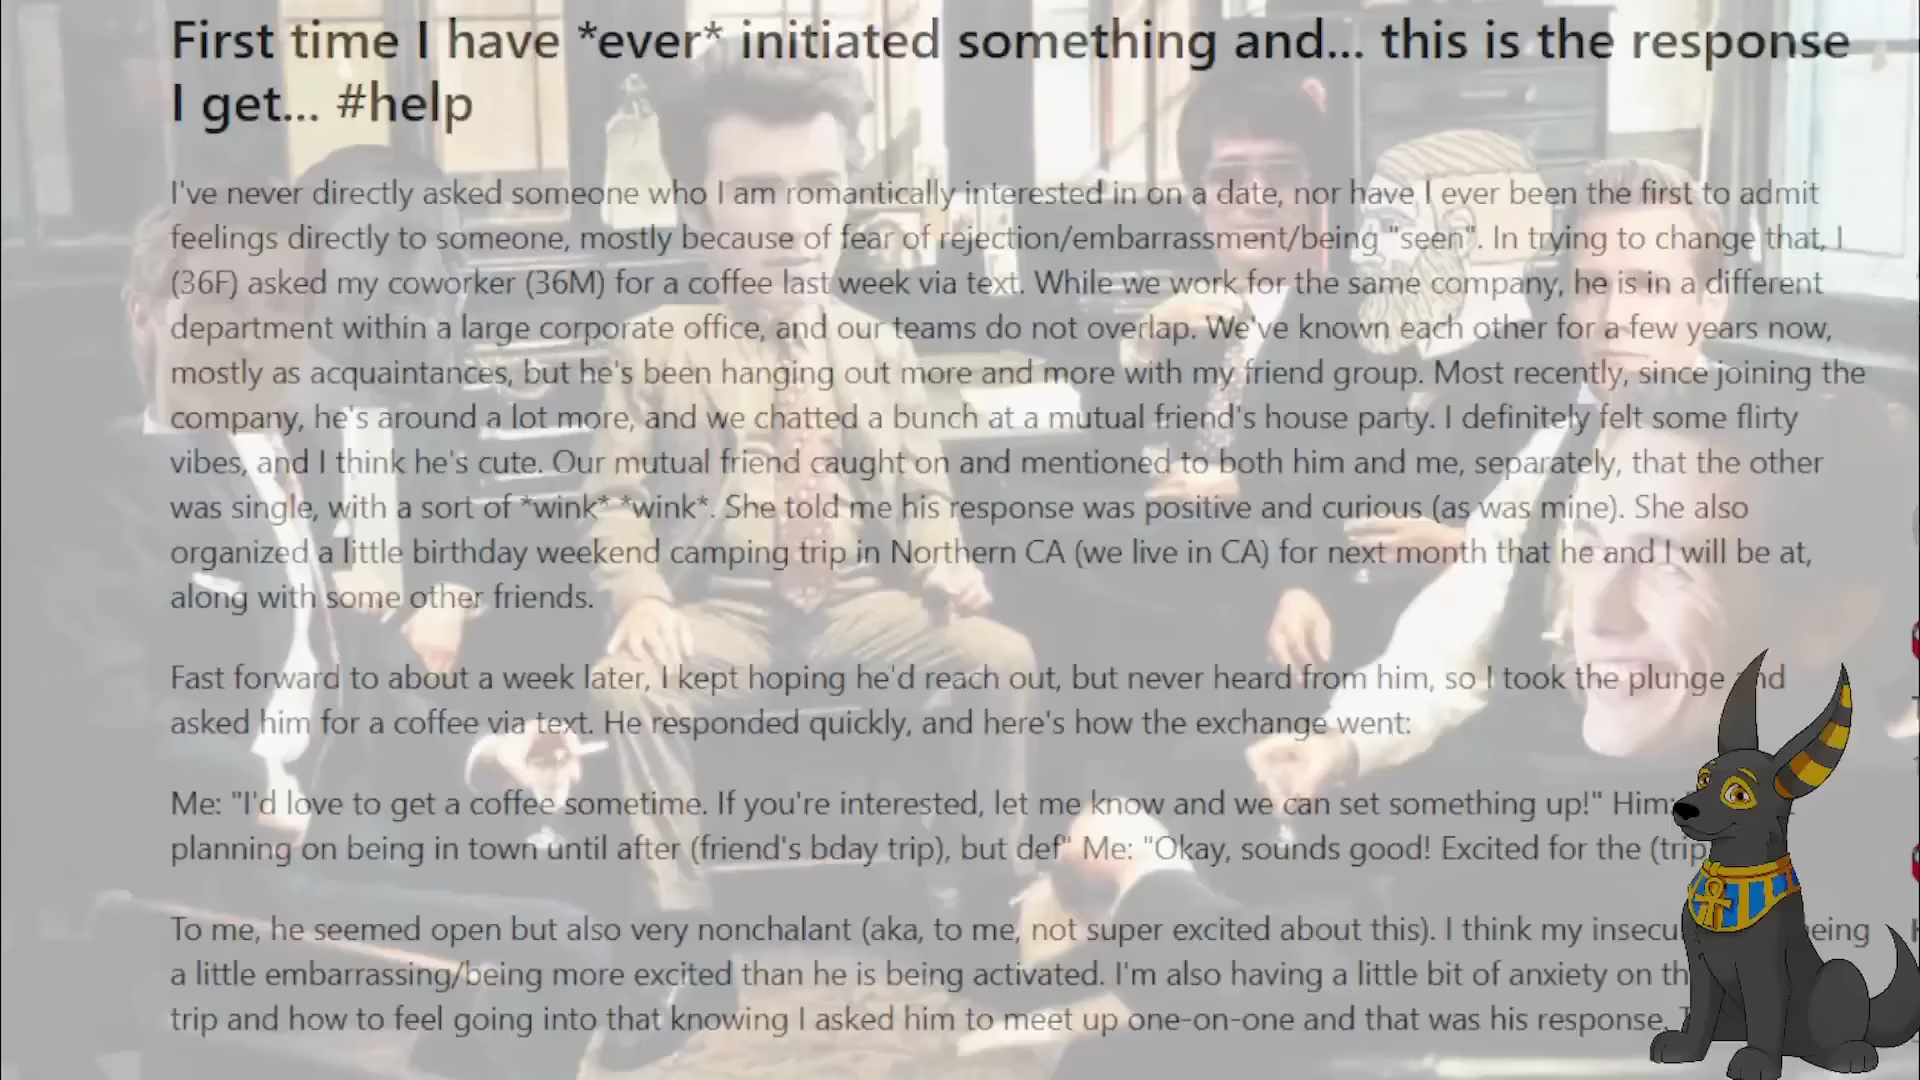 First time I have *ever* initiated something and... this is the response
I get... #help
I've never directly asked someone who I am romantically interested in on a date, nor have I ever been the first to admit
feelings directly to someone, mostly because of fear of rejection/embarrassment/being "seen". In trying to change that, I
(36F) asked my coworker (36M) for a coffee last week via text. While we work for the same company, he is in a different
department within a large corporate office, and our teams do not overlap. We've known each other for a few years now,
mostly as acquaintances, but he's been hanging out more and more with my friend group. Most recently, since joining the
company, he's around a lot more, and we chatted a bunch at a mutual friend's house party. I definitely felt some flirty
vibes, and I think he's cute. Our mutual friend caught on and mentioned to both him and me, separately, that the other
was single, with a sort of *wink* *wink*. She told me his response was positive and curious (as was mine). She also
organized a little birthday weekend camping trip in Northern CA (we live in CA) for next month that he and I will be at,
along with some other friends.
Fast forward to about a week later, I kept hoping he'd reach out, but never heard from him, so I took the plunge and
asked him for a coffee via text. He responded quickly, and here's how the exchange went:
Me: "I'd love to get a coffee sometime. If you're interested, let me know and we can set something up!" Him:
planning on being in town until after (friend's bday trip), but def" Me: "Okay, sounds good! Excited for the (trip
To me, he seemed open but also very nonchalant (aka, to me, not super excited about this). I think my being
a little embarrassing/being more excited than he is being activated. I'm also having a little bit of anxiety on
trip and how to feel going into that knowing I asked him to meet up one-on-one and that was his response.